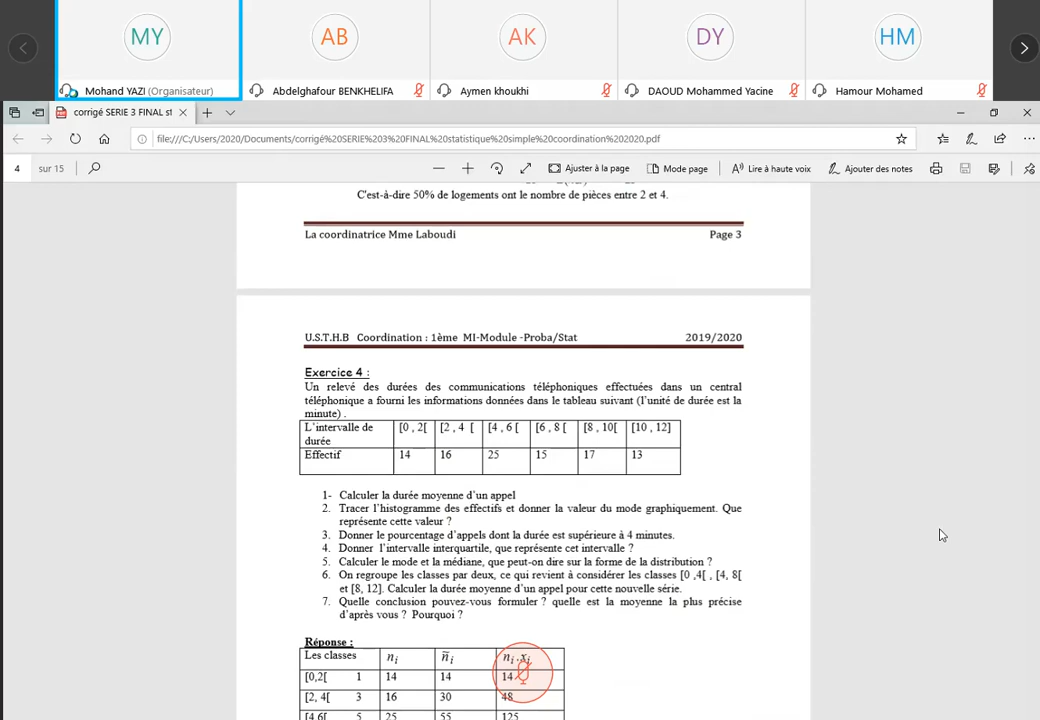 MY
AB
AK
DY
HM
Mohand YAZI (Organisateur)
Abdelghafour BENKHELIFA
Aymen khoukhi
DAOUD Mohammed Yacine
Hamour Mohamed
corrigé SERIE 3 FINAL st
file:///C:/Users/2020/Documents/corrigé%20SERIE%203%20FINAL%20statistique%20simple%20coordination%202020.pdf
4 sur 15
Ajuster à la page
Mode page
Lire à haute voix
Ajouter des notes
C'est-à-dire 50% de logements ont le nombre de pièces entre 2 et 4.
La coordinatrice Mme Laboudi Page 3
U.S.T.H.B Coordination : 1ème MI-Module -Proba/Stat 2019/2020
Exercice 4 :
Un relevé des durées des communications téléphoniques effectuées dans un central
téléphonique a fourni les informations données dans le tableau suivant (l'unité de durée est la
minute) .
L'intervalle de durée [0 , 2[ [2 , 4 [ [4 , 6 [ [6 , 8 [ [8 , 10[ [10 , 12]
Effectif 14 16 25 15 17 13
1- Calculer la durée moyenne d'un appel
2. Tracer l'histogramme des effectifs et donner la valeur du mode graphiquement. Que
représente cette valeur ?
3. Donner le pourcentage d'appels dont la durée est supérieure à 4 minutes.
4. Donner l'intervalle interquartile, que représente cet intervalle ?
5. Calculer le mode et la médiane, que peut-on dire sur la forme de la distribution ?
6. On regroupe les classes par deux, ce qui revient à considérer les classes [0 ,4[ , [4, 8[
et [8, 12]. Calculer la durée moyenne d'un appel pour cette nouvelle série.
7. Quelle conclusion pouvez-vous formuler ? quelle est la moyenne la plus précise
d'après vous ? Pourquoi ?
Réponse :
Les classes nᵢ ñᵢ nᵢ.xᵢ
[0,2[ 1 14 14 14
[2, 4[ 3 16 30 48
[4,6[ 5 25 55 125